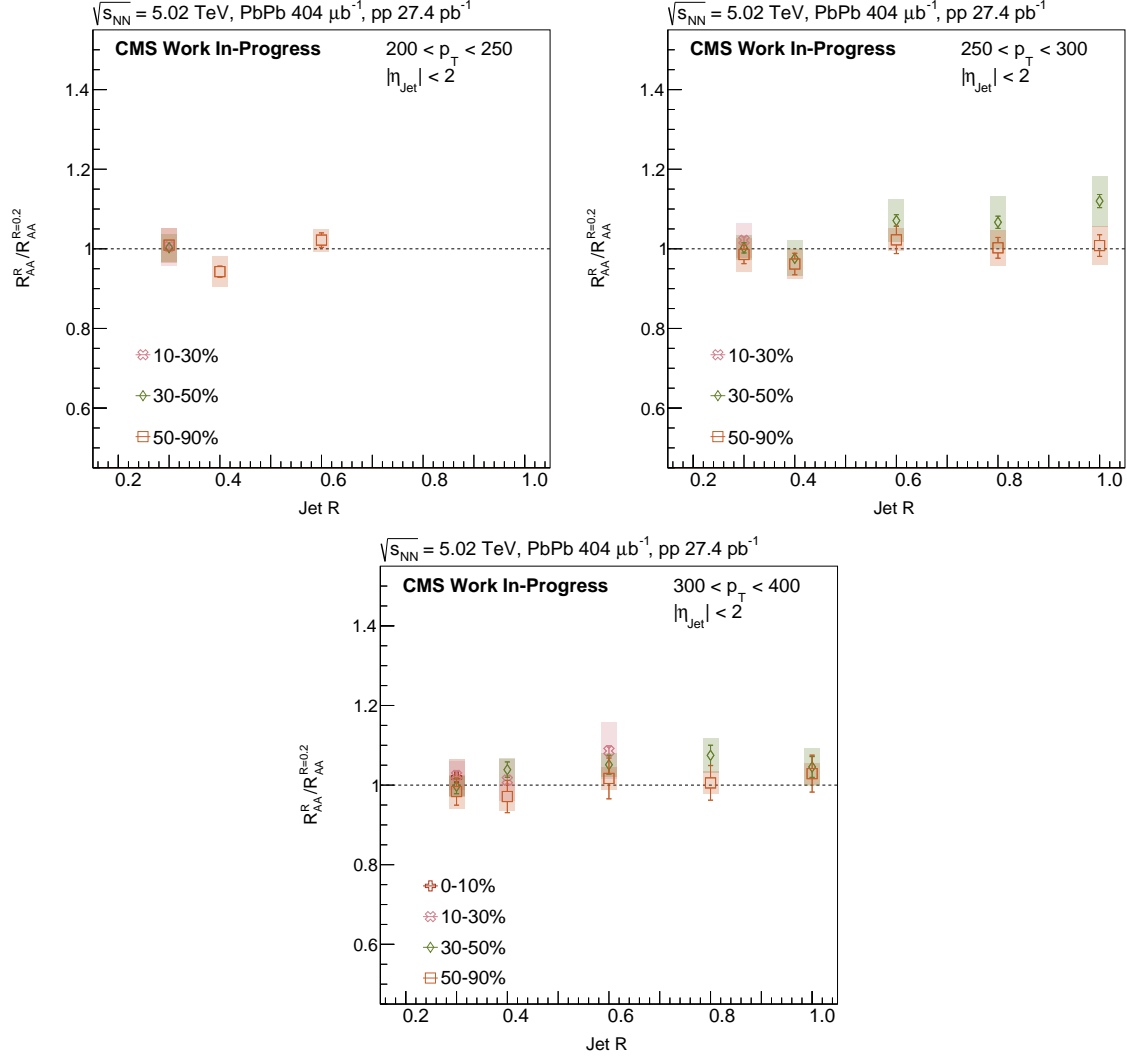 √s_NN = 5.02 TeV, PbPb 404 μb⁻¹, pp 27.4 pb⁻¹
CMS Work In-Progress
200 < p_T < 250
|η_Jet| < 2
1.4
1.2
1
0.8
0.6
R_AA^R/R_AA^R=0.2
10-30%
30-50%
50-90%
0.2 0.4 0.6 0.8 1.0
Jet R
√s_NN = 5.02 TeV, PbPb 404 μb⁻¹, pp 27.4 pb⁻¹
CMS Work In-Progress
250 < p_T < 300
|η_Jet| < 2
1.4
1.2
1
0.8
0.6
R_AA^R/R_AA^R=0.2
10-30%
30-50%
50-90%
0.2 0.4 0.6 0.8 1.0
Jet R
√s_NN = 5.02 TeV, PbPb 404 μb⁻¹, pp 27.4 pb⁻¹
CMS Work In-Progress
300 < p_T < 400
|η_Jet| < 2
1.4
1.2
1
0.8
0.6
R_AA^R/R_AA^R=0.2
0-10%
10-30%
30-50%
50-90%
0.2 0.4 0.6 0.8 1.0
Jet R